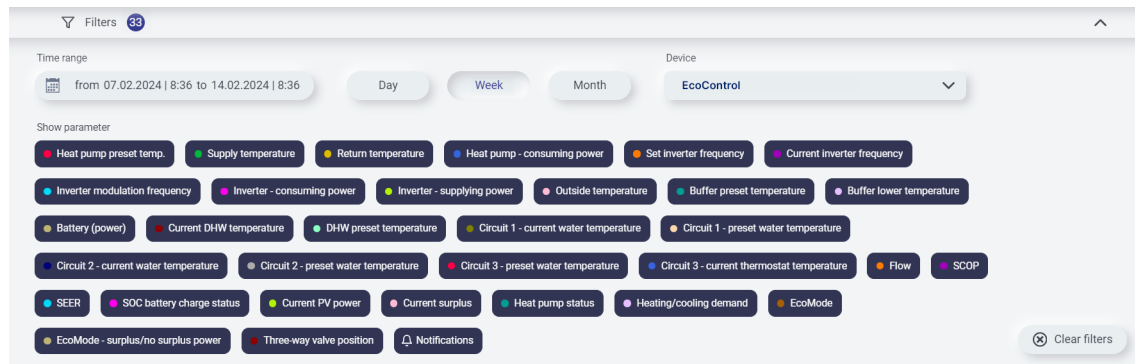 Filters 33
Time range Device
from 07.02.2024 | 8:36 to 14.02.2024 | 8:36 Day Week Month EcoControl
Show parameter
Heat pump preset temp. Supply temperature Return temperature Heat pump - consuming power Set inverter frequency Current inverter frequency
Inverter modulation frequency Inverter - consuming power Inverter - supplying power Outside temperature Buffer preset temperature Buffer lower temperature
Battery (power) Current DHW temperature DHW preset temperature Circuit 1 - current water temperature Circuit 1 - preset water temperature
Circuit 2 - current water temperature Circuit 2 - preset water temperature Circuit 3 - preset water temperature Circuit 3 - current thermostat temperature Flow SCOP
SEER SOC battery charge status Current PV power Current surplus Heat pump status Heating/cooling demand EcoMode
EcoMode - surplus/no surplus power Three-way valve position Notifications Clear filters